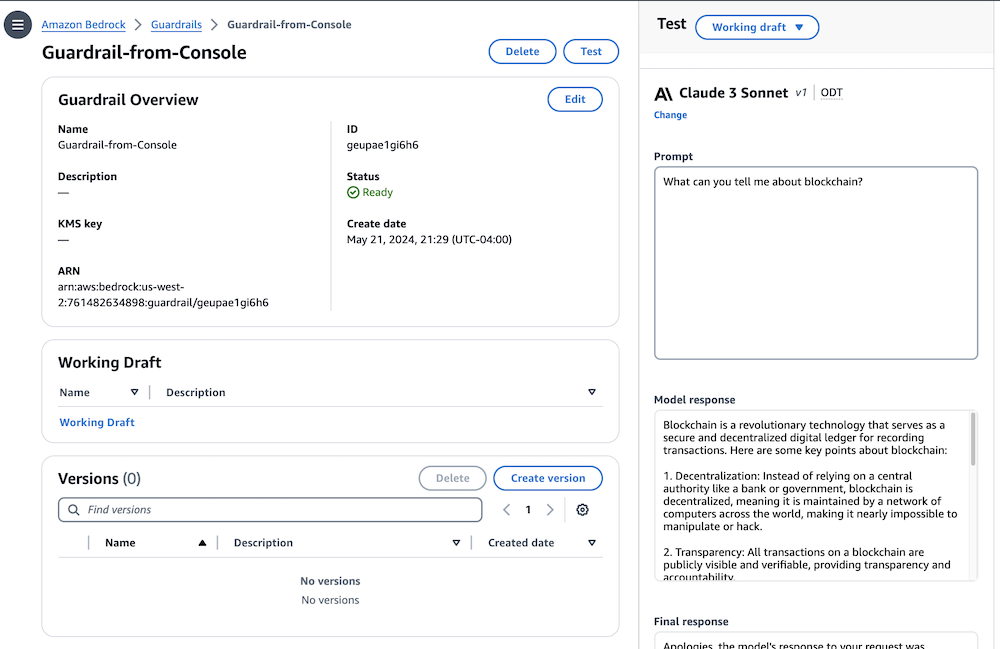 Amazon Bedrock > Guardrails > Guardrail-from-Console
Guardrail-from-Console
Delete
Test
Guardrail Overview
Edit
Name
Guardrail-from-Console
Description
—
KMS key
—
ARN
arn:aws:bedrock:us-west-
2:761482634898:guardrail/geupae1gi6h6
ID
geupae1gi6h6
Status
Ready
Create date
May 21, 2024, 21:29 (UTC-04:00)
Working Draft
Name
Description
Working Draft
Versions (0)
Delete
Create version
Find versions
1
Name
Description
Created date
No versions
No versions
Test
Working draft
Claude 3 Sonnet v1 | ODT
Change
Prompt
What can you tell me about blockchain?
Model response
Blockchain is a revolutionary technology that serves as a
secure and decentralized digital ledger for recording
transactions. Here are some key points about blockchain:
1. Decentralization: Instead of relying on a central
authority like a bank or government, blockchain is
decentralized, meaning it is maintained by a network of
computers across the world, making it nearly impossible to
manipulate or hack.
2. Transparency: All transactions on a blockchain are
publicly visible and verifiable, providing transparency and
accountability.
Final response
Apologies, the model's response to your request was